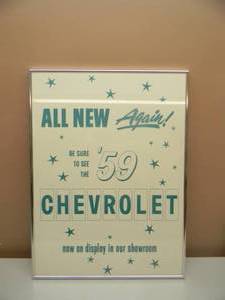 ALL NEW Again!
BE SURE
TO SEE
THE '59
CHEVROLET
now on display in our showroom